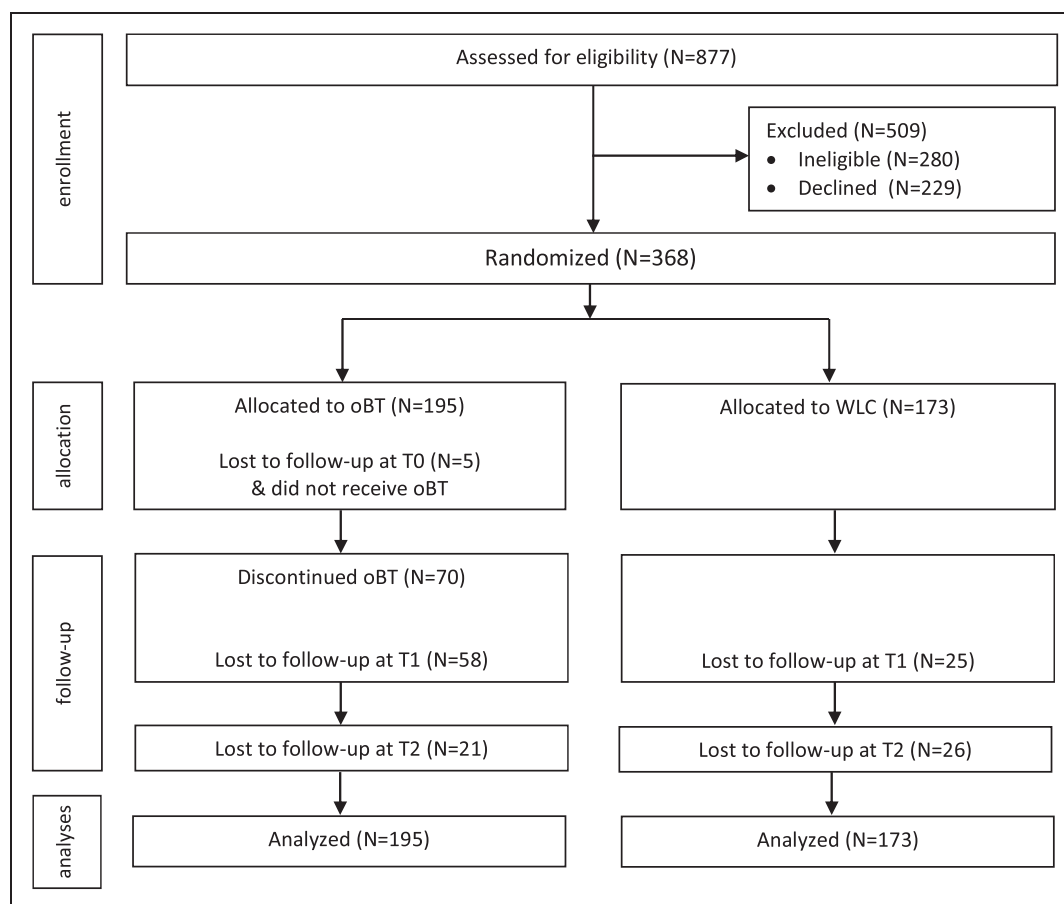 enrollment
Assessed for eligibility (N=877)
Excluded (N=509)
• Ineligible (N=280)
• Declined (N=229)
Randomized (N=368)
allocation
Allocated to oBT (N=195)
Lost to follow-up at T0 (N=5)
& did not receive oBT
Allocated to WLC (N=173)
follow-up
Discontinued oBT (N=70)
Lost to follow-up at T1 (N=58)
Lost to follow-up at T1 (N=25)
Lost to follow-up at T2 (N=21)
Lost to follow-up at T2 (N=26)
analyses
Analyzed (N=195)
Analyzed (N=173)